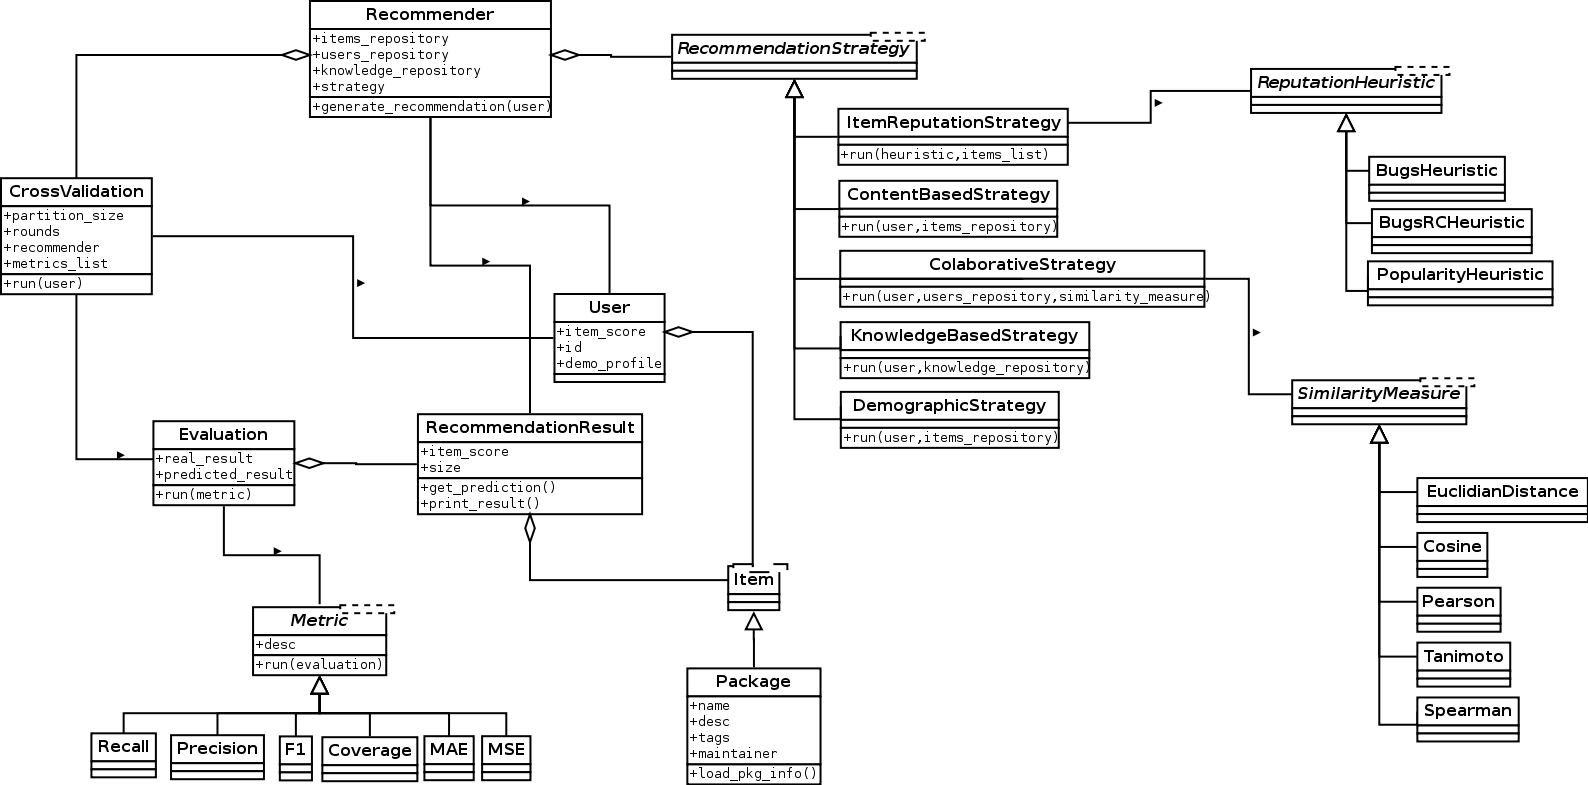 Recommender
+items_repository
+users_repository
+knowledge_repository
+strategy
+generate_recommendation(user)
RecommendationStrategy
ReputationHeuristic
ItemReputationStrategy
+run(heuristic,items_list)
BugsHeuristic
ContentBasedStrategy
+run(user,items_repository)
BugsRCHeuristic
ColaborativeStrategy
+run(user,users_repository,similarity_measure)
PopularityHeuristic
KnowledgeBasedStrategy
+run(user,knowledge_repository)
DemographicStrategy
+run(user,items_repository)
SimilarityMeasure
EuclidianDistance
Cosine
Pearson
Tanimoto
Spearman
CrossValidation
+partition_size
+rounds
+recommender
+metrics_list
+run(user)
User
+item_score
+id
+demo_profile
Evaluation
+real_result
+predicted_result
+run(metric)
RecommendationResult
+item_score
+size
+get_prediction()
+print_result()
Item
Metric
+desc
+run(evaluation)
Package
+name
+desc
+tags
+maintainer
+load_pkg_info()
Recall
Precision
F1
Coverage
MAE
MSE